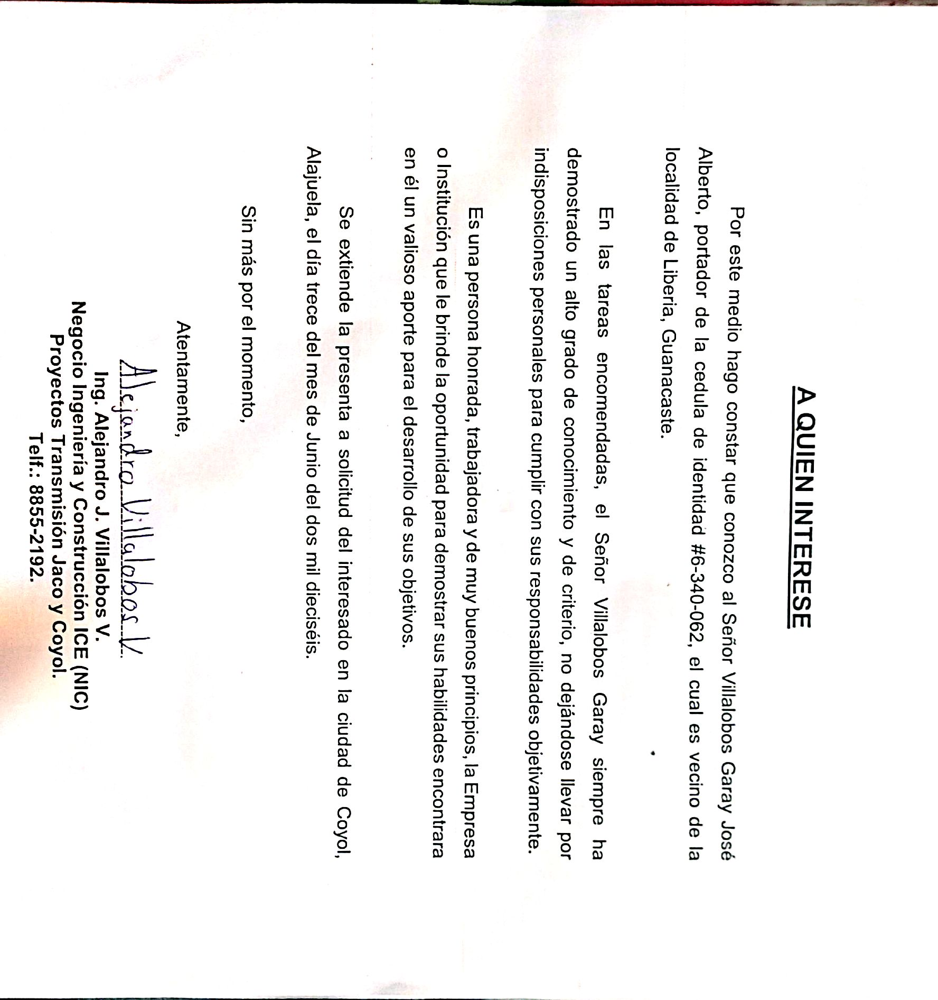 A QUIEN INTERESE
Por este medio hago constar que conozco al Señor Villalobos Garay José
Alberto, portador de la cedula de identidad #6-340-062, el cual es vecino de la
localidad de Liberia, Guanacaste.
En las tareas encomendadas, el Señor Villalobos Garay siempre ha
demostrado un alto grado de conocimiento y de criterio, no dejándose llevar por
indisposiciones personales para cumplir con sus responsabilidades objetivamente.
Es una persona honrada, trabajadora y de muy buenos principios, la Empresa
o Institución que le brinde la oportunidad para demostrar sus habilidades encontrara
en él un valioso aporte para el desarrollo de sus objetivos.
Se extiende la presenta a solicitud del interesado en la ciudad de Coyol,
Alajuela, el día trece del mes de Junio del dos mil dieciséis.
Sin más por el momento,
Atentamente,
Alejandro Villalobos V
Ing. Alejandro J. Villalobos V.
Negocio Ingeniería y Construcción ICE (NIC)
Proyectos Transmisión Jaco y Coyol.
Telf.: 8855-2192.